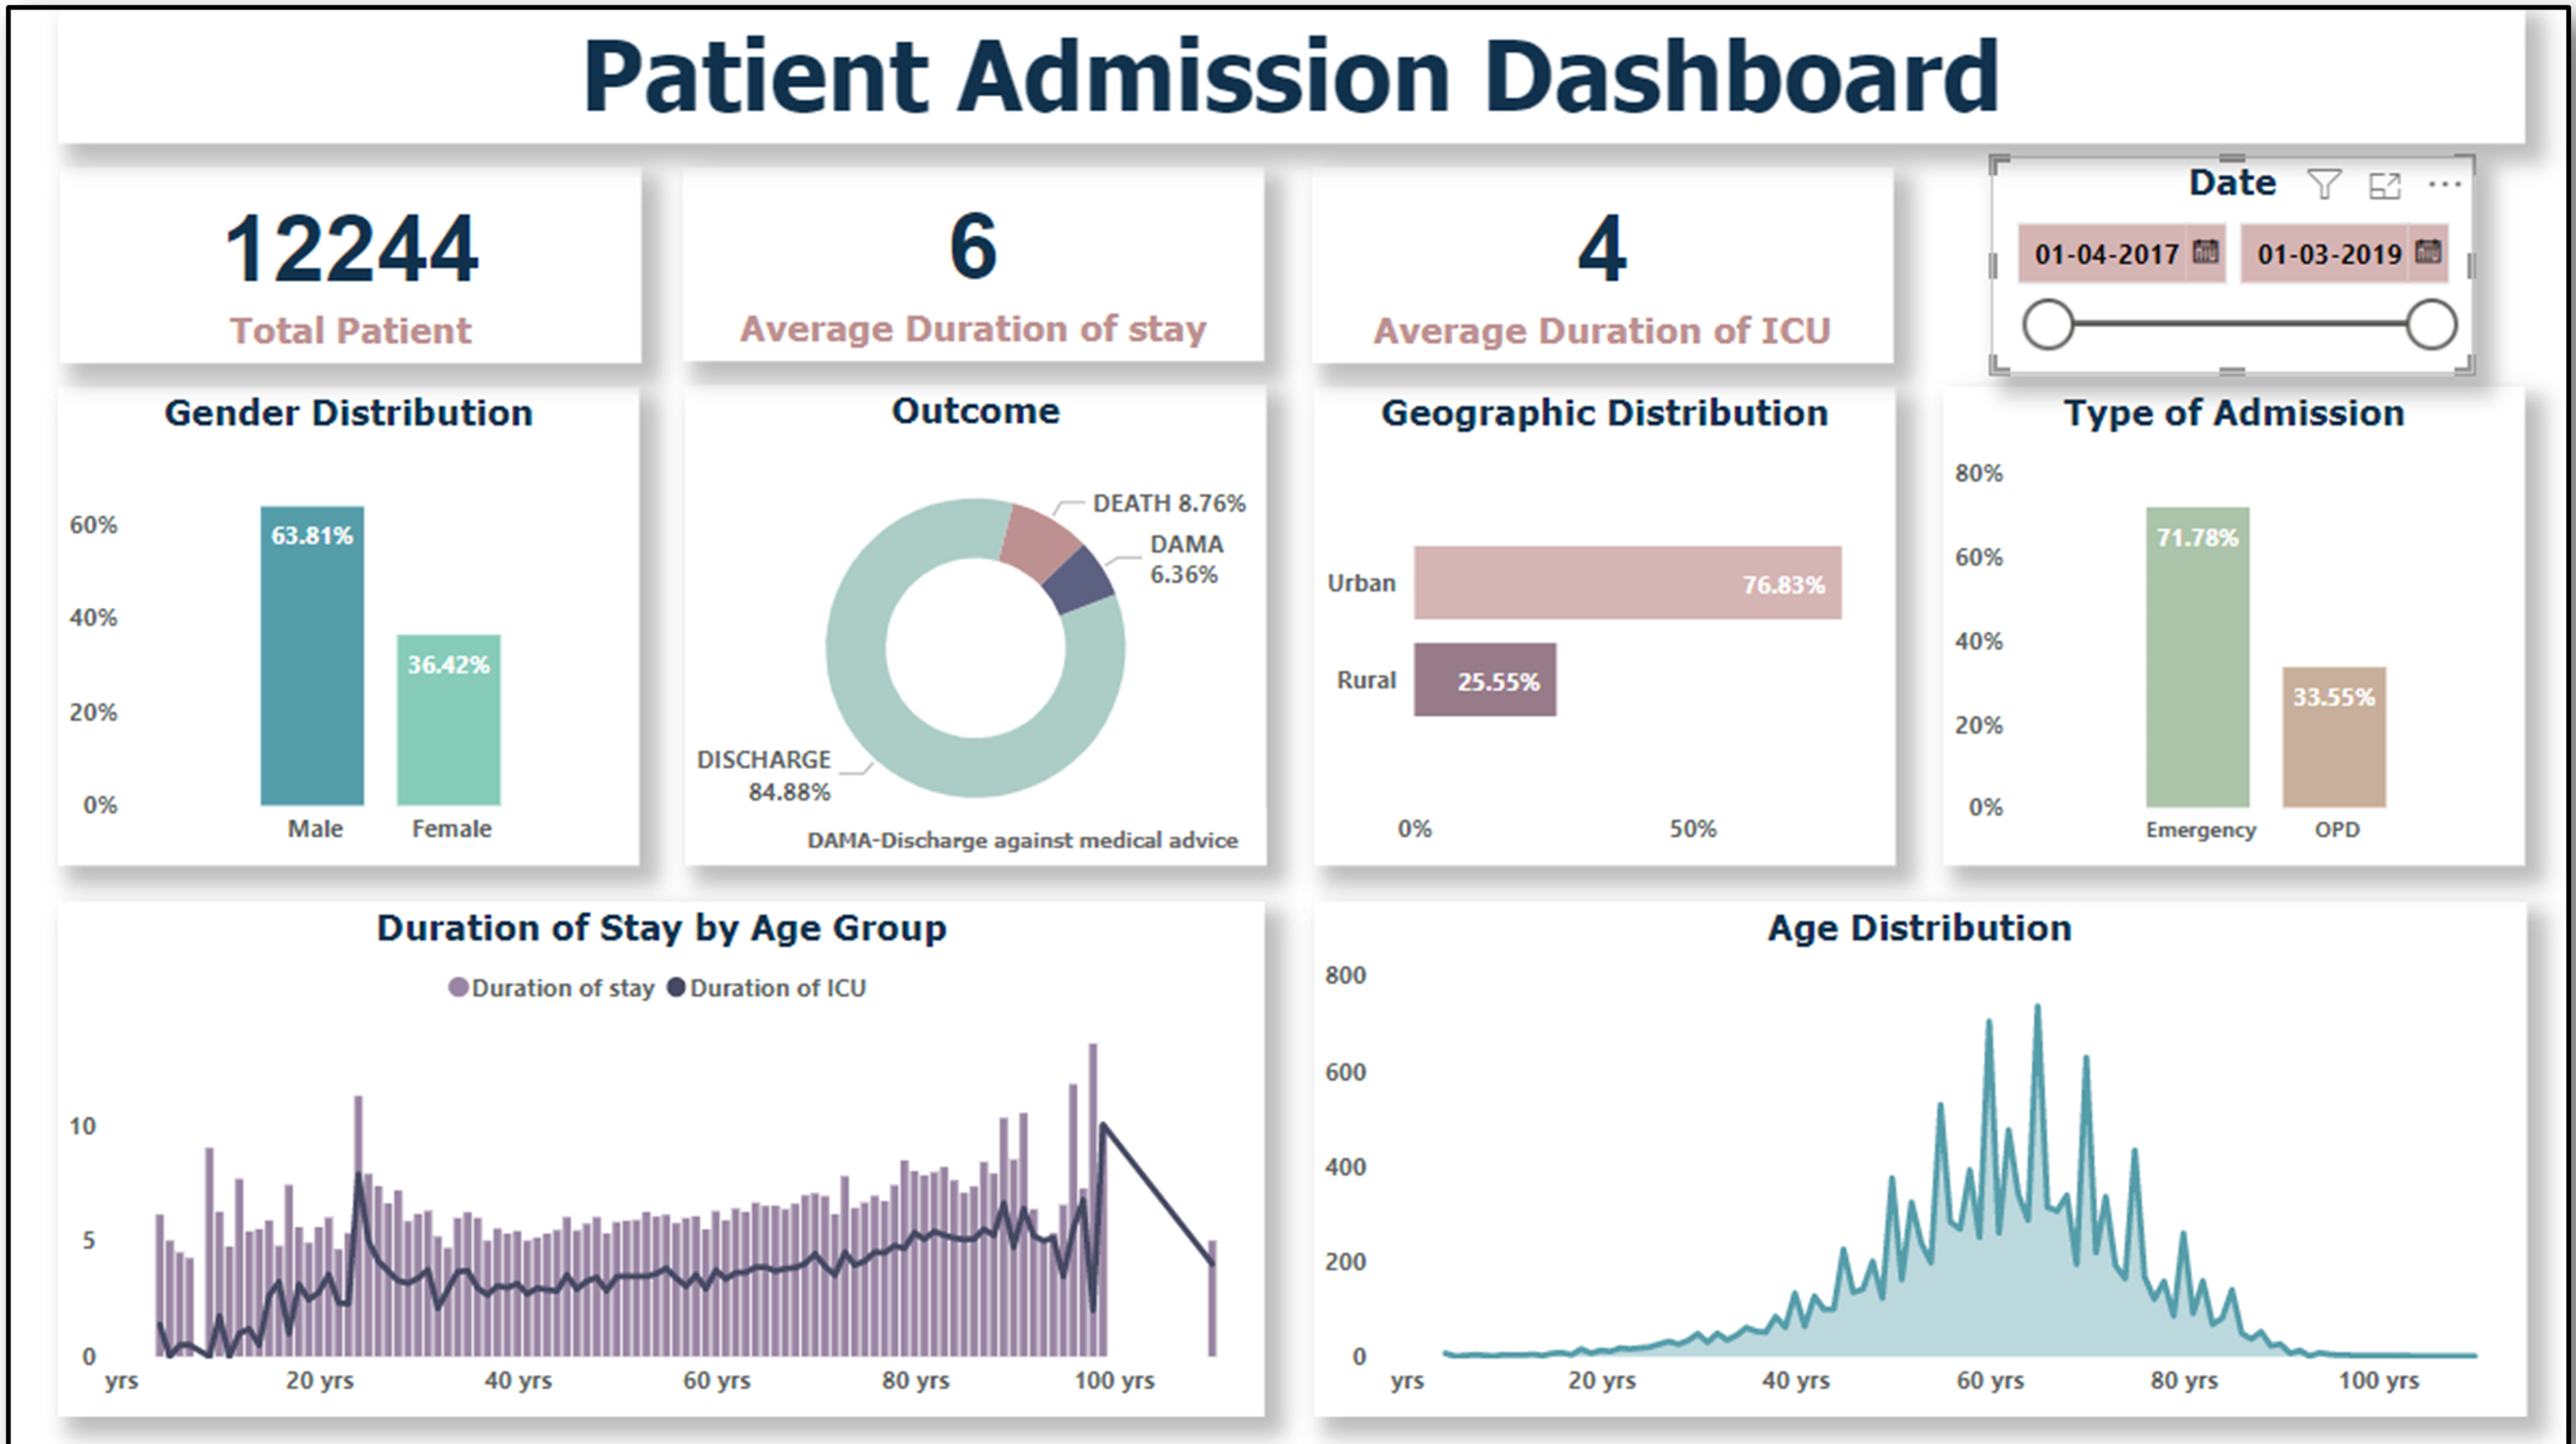 Patient Admission Dashboard
12244
Total Patient
6
Average Duration of stay
4
Average Duration of ICU
Date
01-04-2017
01-03-2019
Gender Distribution
60%
40%
20%
0%
63.81%
36.42%
Male
Female
Outcome
DEATH 8.76%
DAMA
6.36%
DISCHARGE
84.88%
DAMA-Discharge against medical advice
Geographic Distribution
Urban
76.83%
Rural
25.55%
0%
50%
Type of Admission
80%
60%
40%
20%
0%
71.78%
33.55%
Emergency
OPD
Duration of Stay by Age Group
Duration of stay
Duration of ICU
10
5
0
yrs
20 yrs
40 yrs
60 yrs
80 yrs
100 yrs
Age Distribution
800
600
400
200
0
yrs
20 yrs
40 yrs
60 yrs
80 yrs
100 yrs